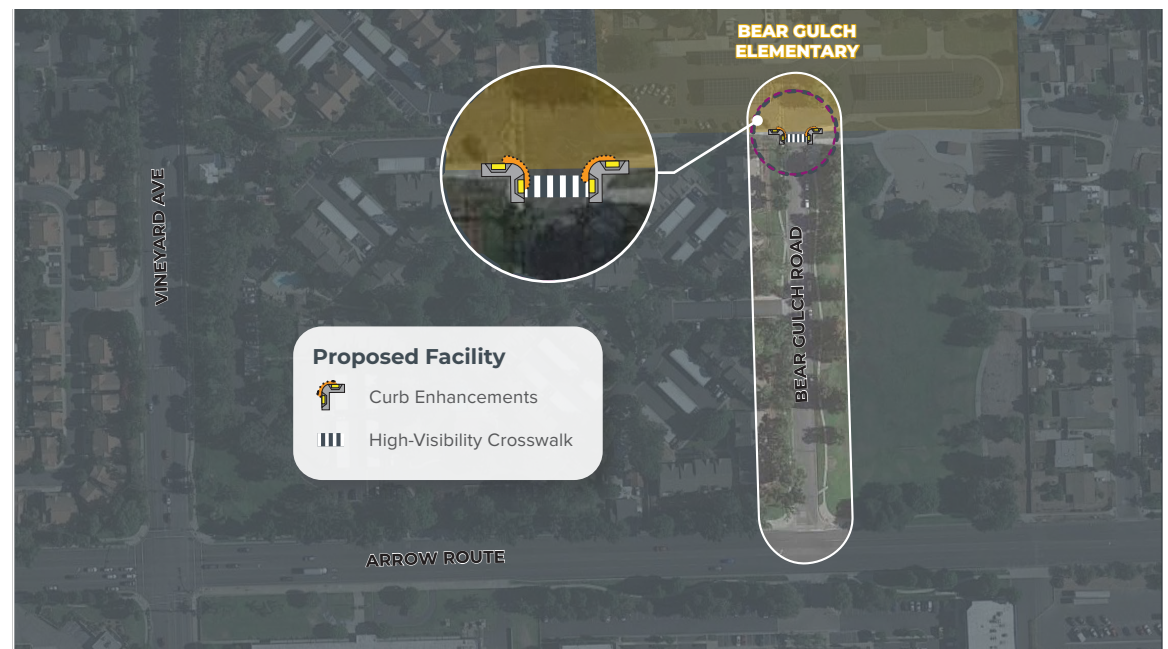 BEAR GULCH
ELEMENTARY
VINEYARD AVE
BEAR GULCH ROAD
Proposed Facility
Curb Enhancements
High-Visibility Crosswalk
ARROW ROUTE